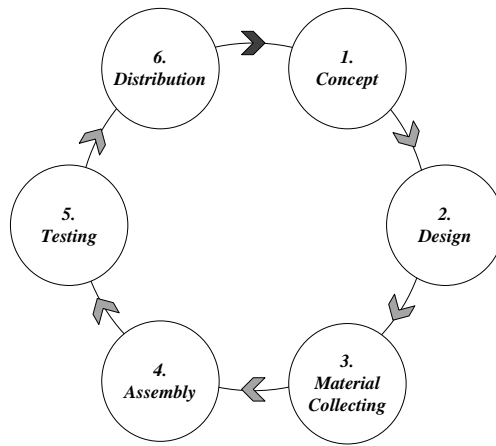 1.
Concept
2.
Design
3.
Material
Collecting
4.
Assembly
5.
Testing
6.
Distribution